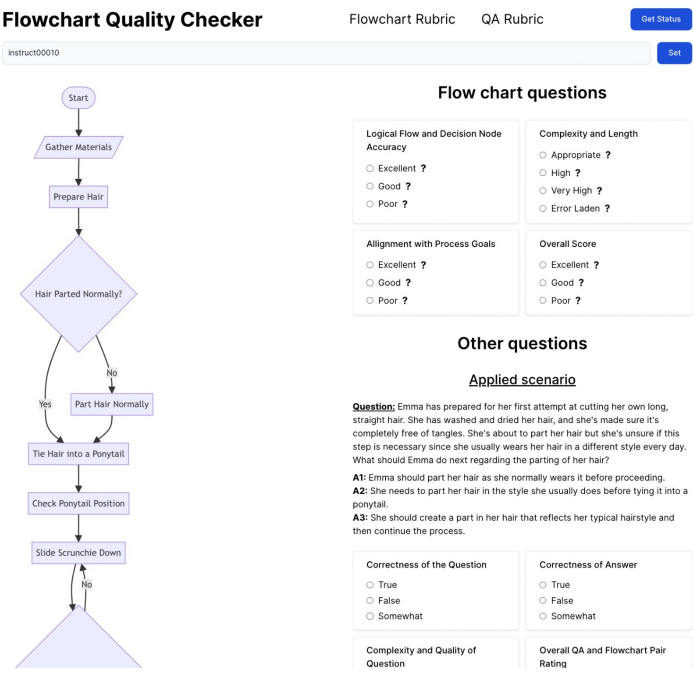 Flowchart Quality Checker
Flowchart Rubric
QA Rubric
Get Status
instruct00010
Set
Start
Gather Materials
Prepare Hair
Hair Parted Normally?
No
Yes
Part Hair Normally
Tie Hair into a Ponytail
Check Ponytail Position
Slide Scrunchie Down
No
Flow chart questions
Logical Flow and Decision Node
Accuracy
Excellent ?
Good ?
Poor ?
Complexity and Length
Appropriate ?
High ?
Very High ?
Error Laden ?
Allignment with Process Goals
Excellent ?
Good ?
Poor ?
Overall Score
Excellent ?
Good ?
Poor ?
Other questions
Applied scenario
Question: Emma has prepared for her first attempt at cutting her own long,
straight hair. She has washed and dried her hair, and she's made sure it's
completely free of tangles. She's about to part her hair but she's unsure if this
step is necessary since she usually wears her hair in a different style every day.
What should Emma do next regarding the parting of her hair?
A1: Emma should part her hair as she normally wears it before proceeding.
A2: She needs to part her hair in the style she usually does before tying it into a
ponytail.
A3: She should create a part in her hair that reflects her typical hairstyle and
then continue the process.
Correctness of the Question
True
False
Somewhat
Correctness of Answer
True
False
Somewhat
Complexity and Quality of
Question
Overall QA and Flowchart Pair
Rating